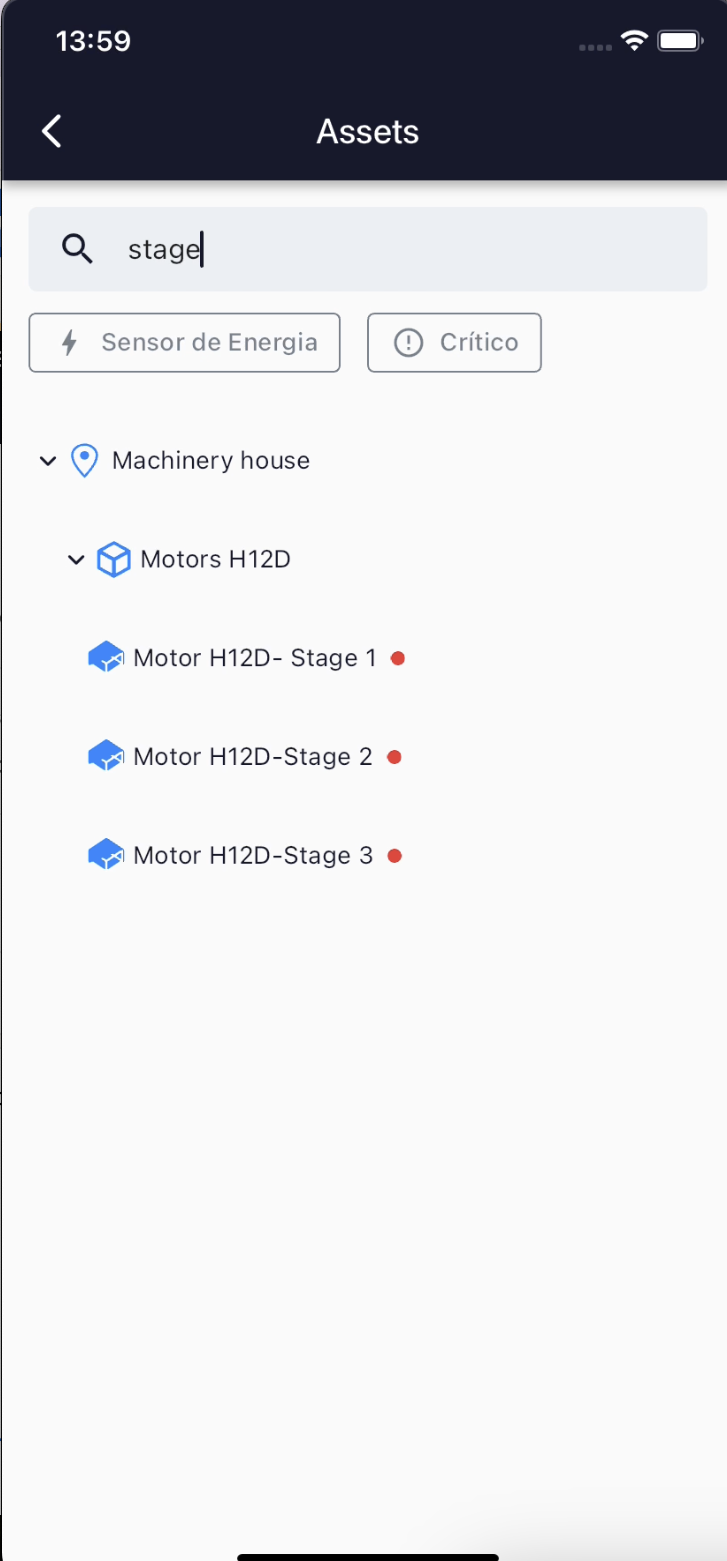 13:59
Assets
stage
Sensor de Energia
Crítico
Machinery house
Motors H12D
Motor H12D- Stage 1
Motor H12D-Stage 2
Motor H12D-Stage 3